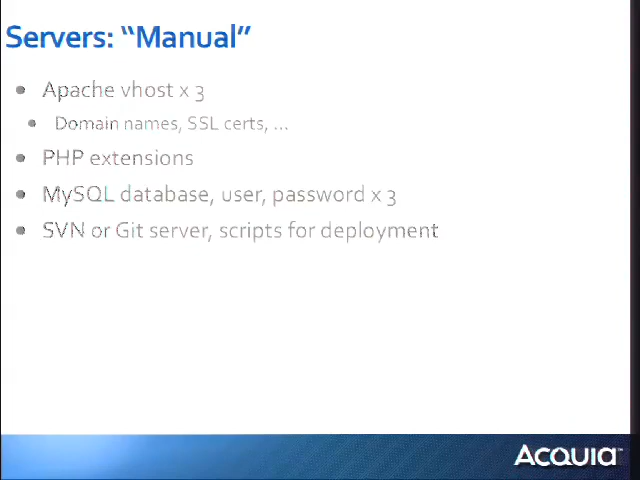 Servers: “Manual”
Apache vhost x 3
Domain names, SSL certs, ...
PHP extensions
MySQL database, user, password x 3
SVN or Git server, scripts for deployment
ACQUIA™